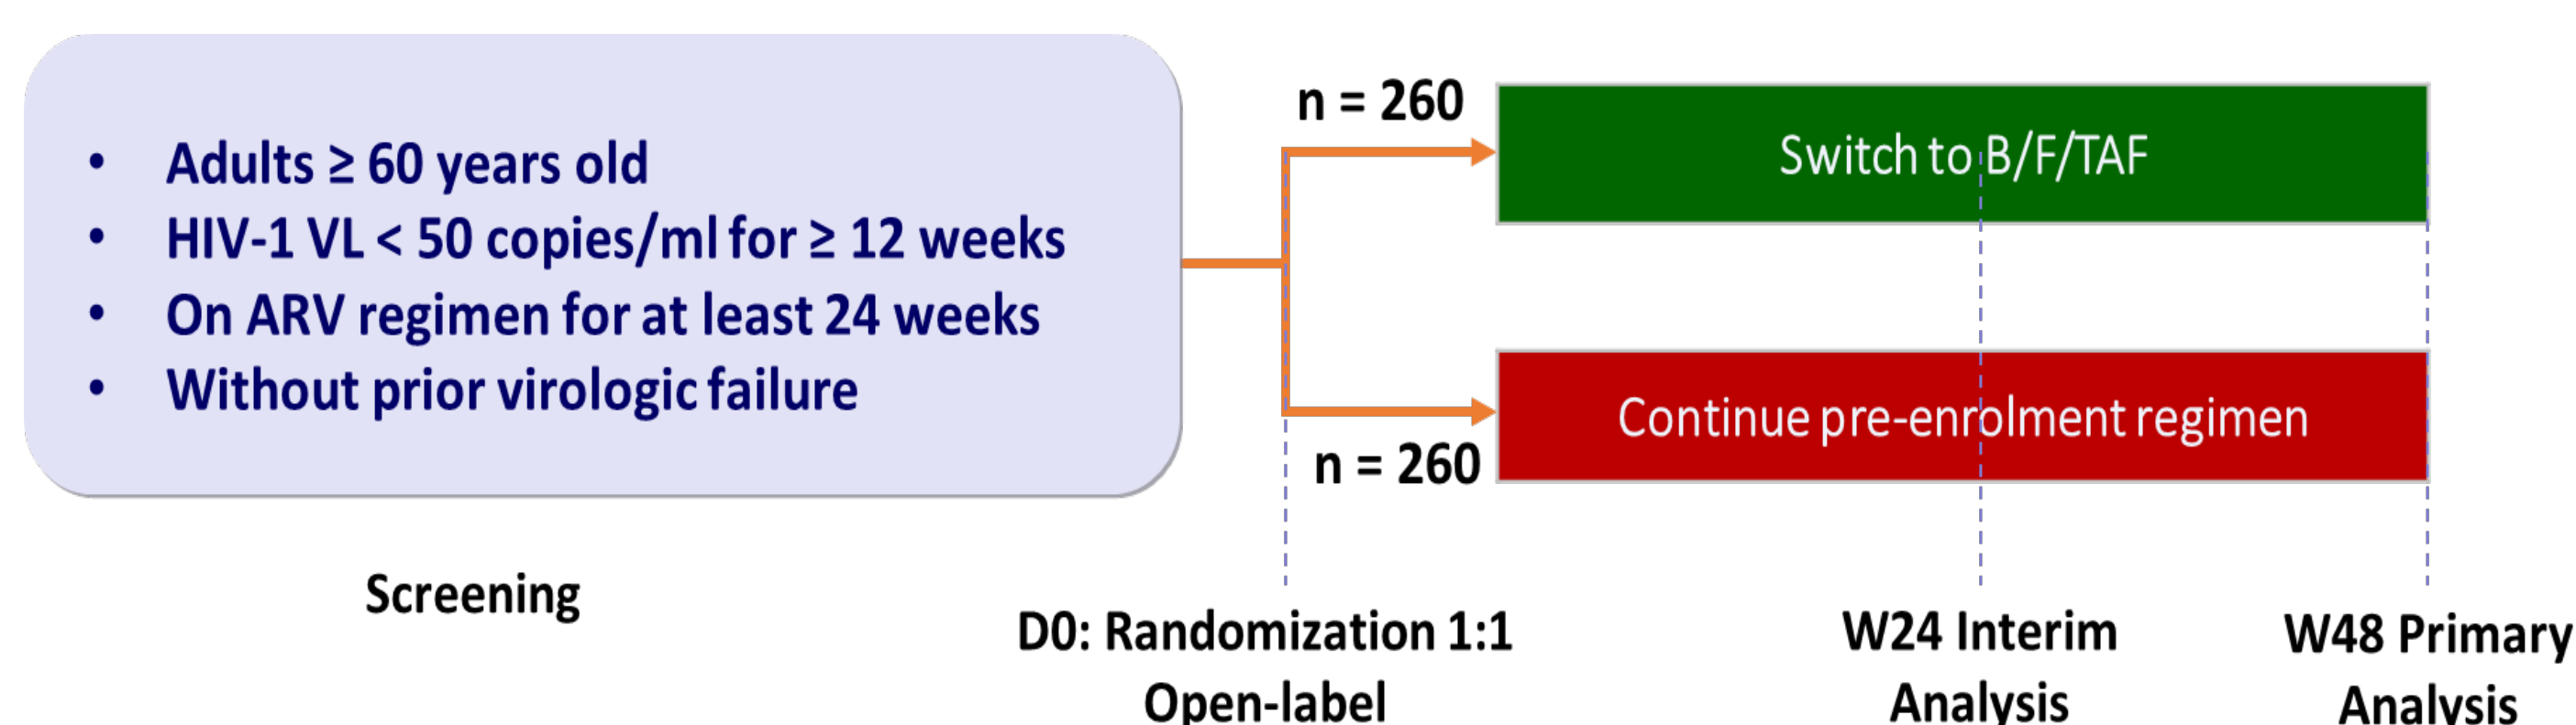 • Adults ≥ 60 years old
• HIV-1 VL < 50 copies/ml for ≥ 12 weeks
• On ARV regimen for at least 24 weeks
• Without prior virologic failure
n = 260
Switch to B/F/TAF
Continue pre-enrolment regimen
n = 260
Screening
D0: Randomization 1:1
Open-label
W24 Interim
Analysis
W48 Primary
Analysis